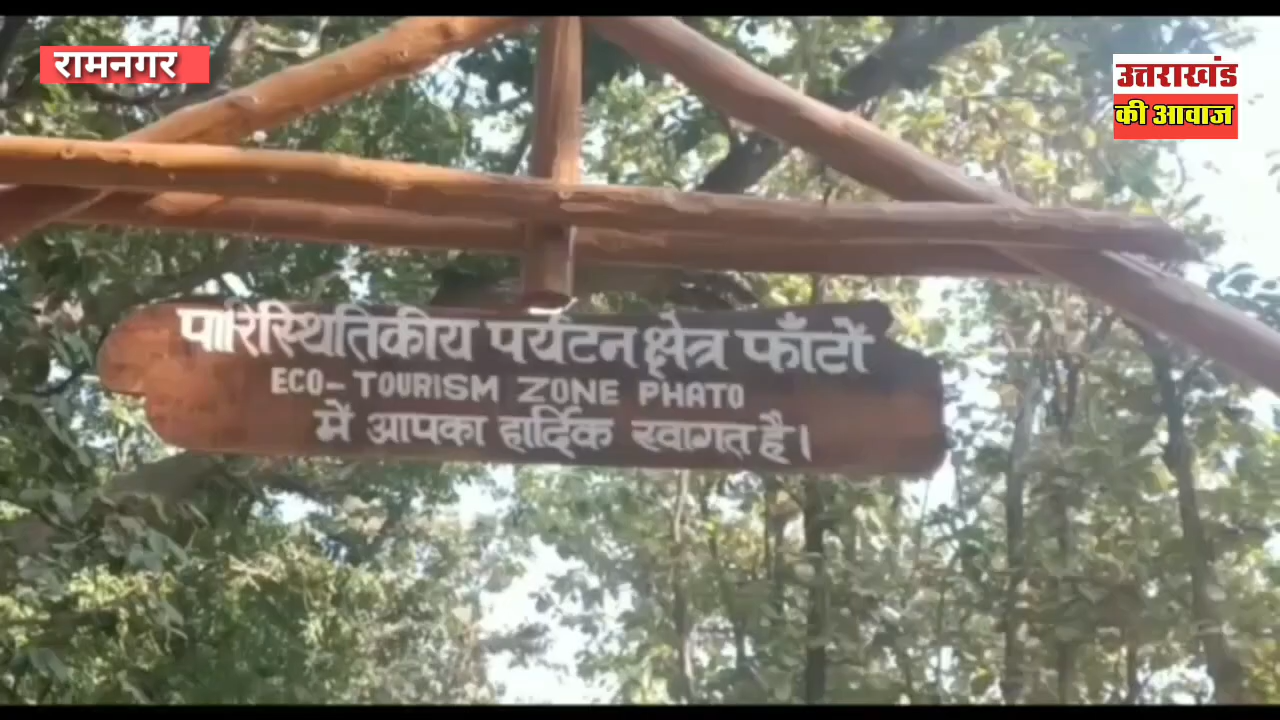 रामनगर
उत्तराखंड
की आवाज
पारिस्थितिकीय पर्यटन क्षेत्र फाँटों
ECO-TOURISM ZONE PHATO
में आपका हार्दिक स्वागत है।